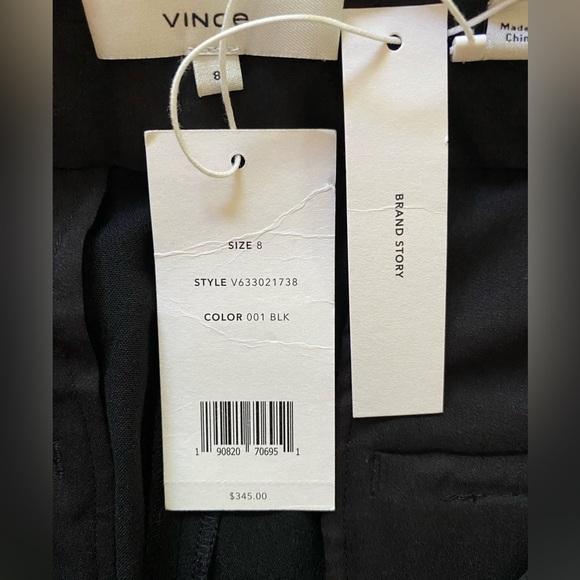 VINCE
8
Made
Chin
SIZE 8
STYLE V633021738
COLOR 001 BLK
1 90820 70695 1
$345.00
BRAND STORY